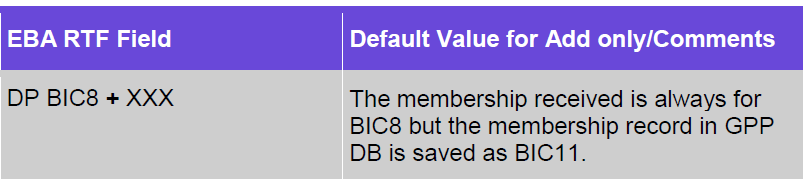 EBA RTF Field
Default Value for Add only/Comments
DP BIC8 + XXX
The membership received is always for
BIC8 but the membership record in GPP
DB is saved as BIC11.